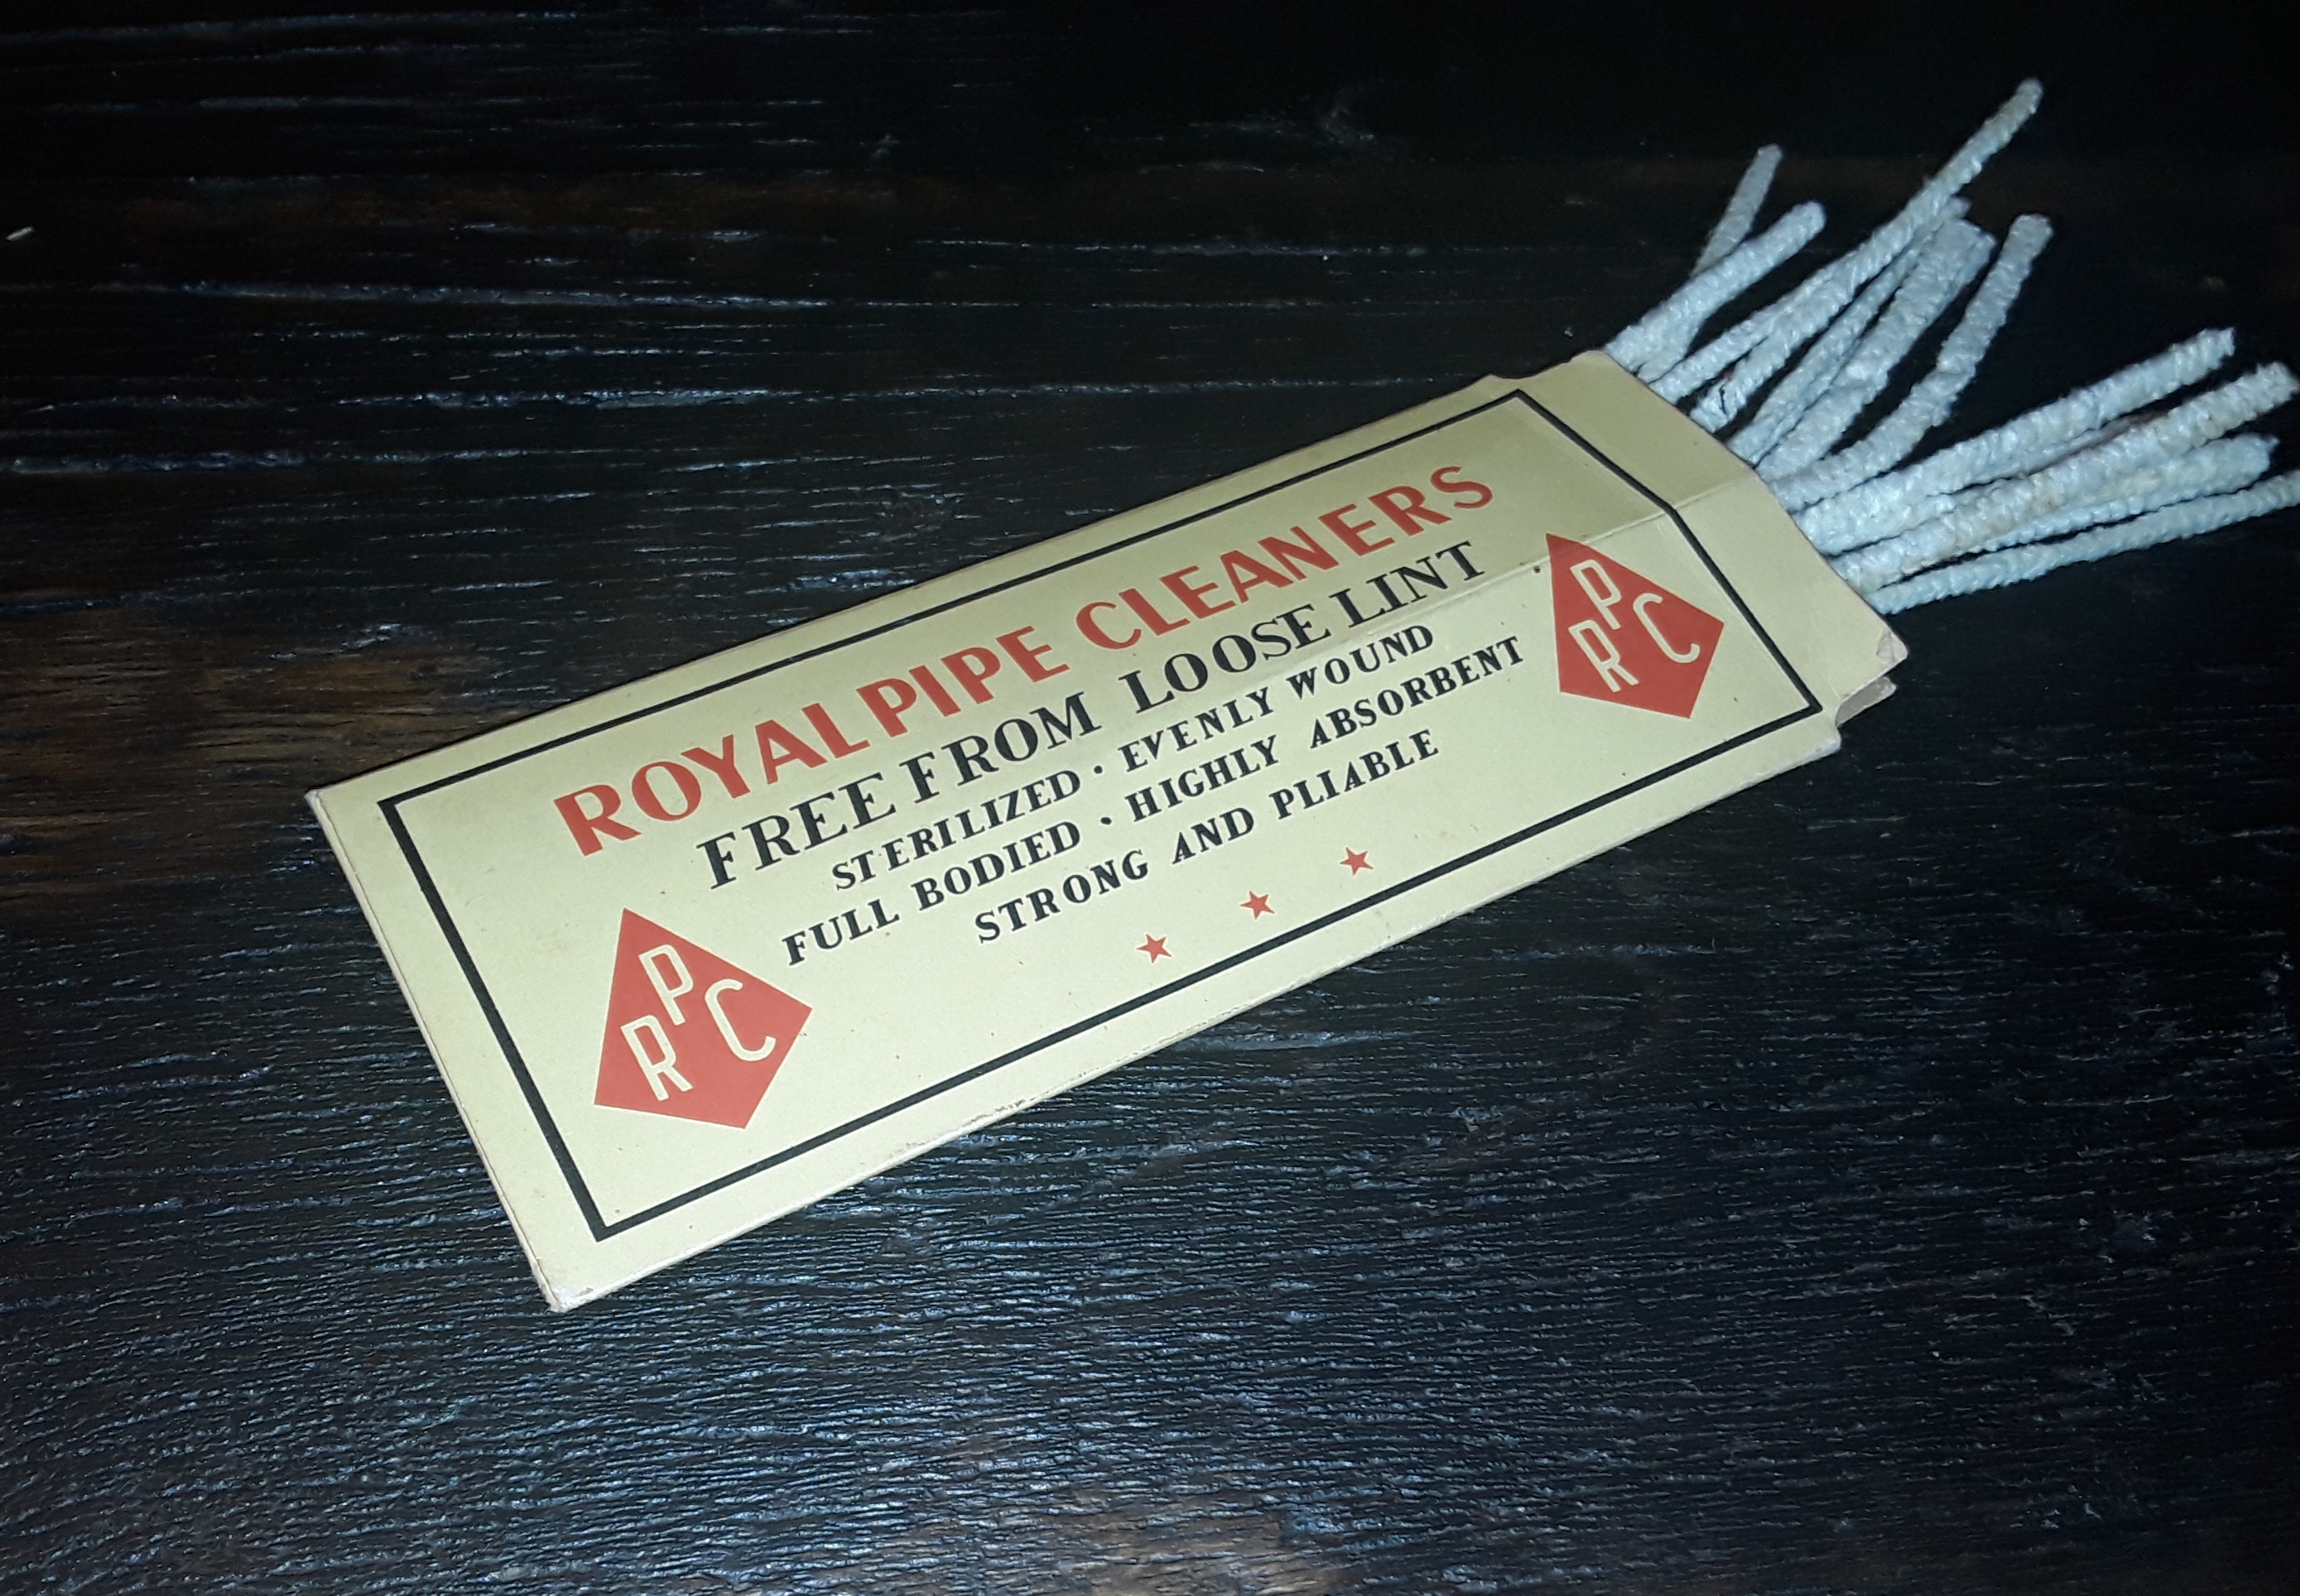 ROYAL PIPE CLEANERS
FREE FROM LOOSE LINT
STERILIZED · EVENLY WOUND
FULL BODIED · HIGHLY ABSORBENT
STRONG AND PLIABLE
RPC
RPC